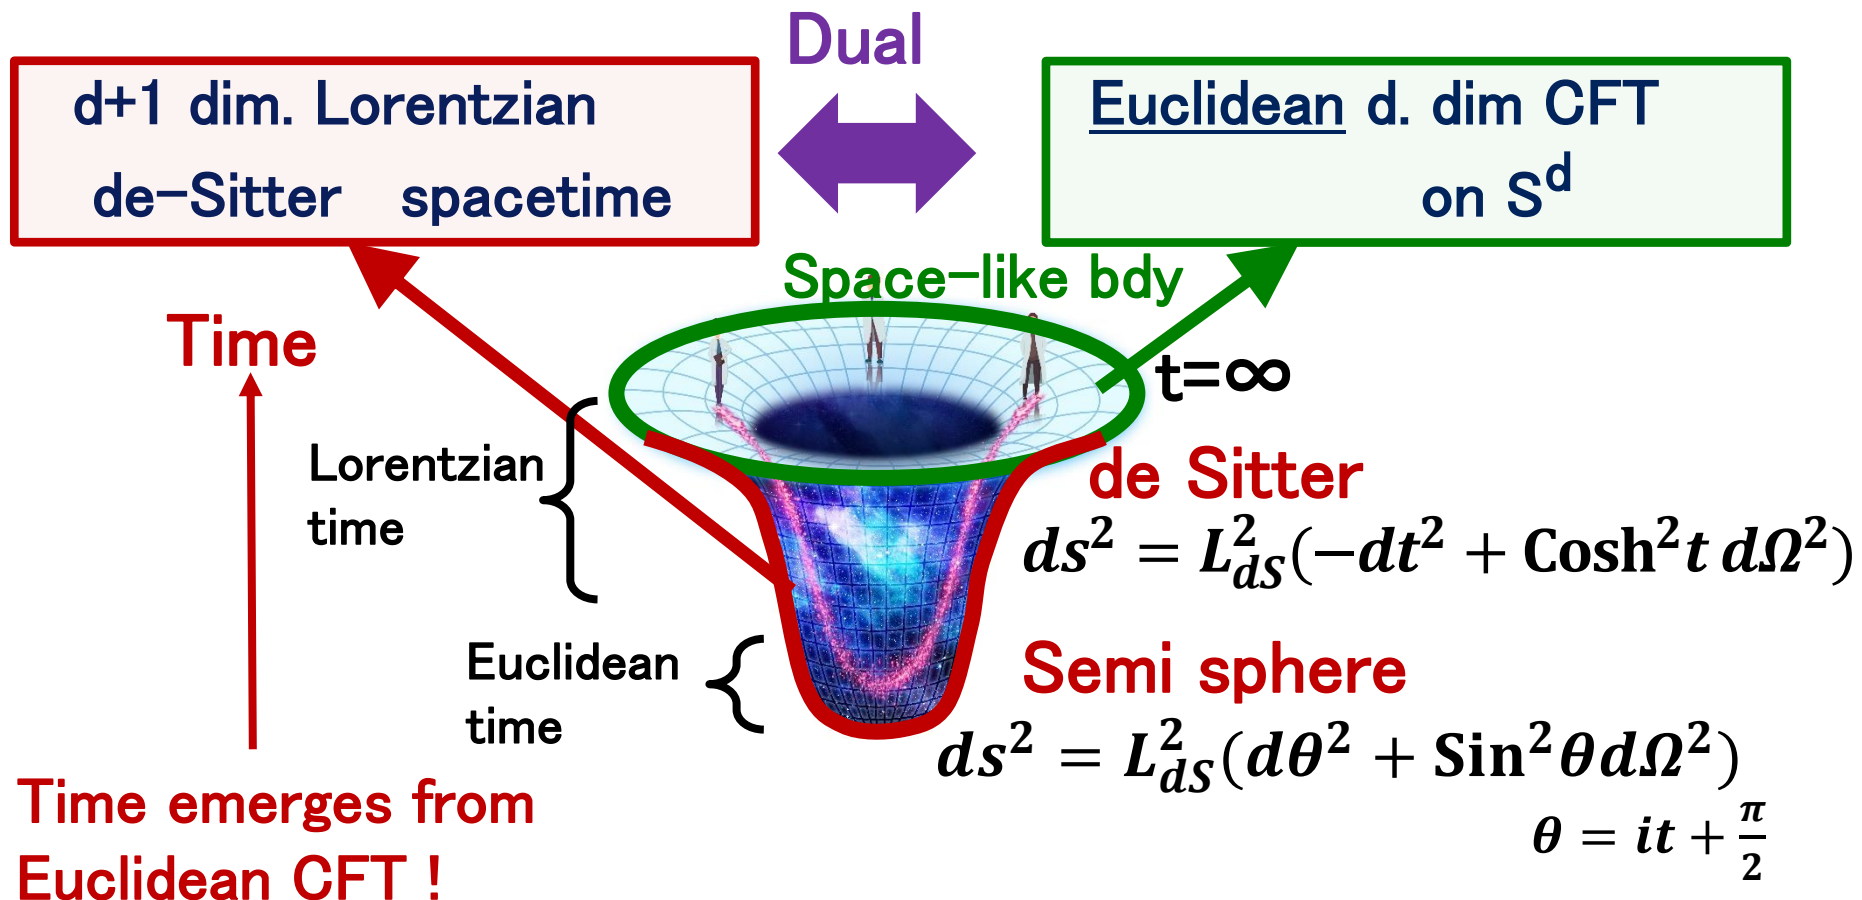 Dual
d+1 dim. Lorentzian
de-Sitter spacetime
Euclidean d. dim CFT
on S^d
Space-like bdy
Time
t=∞
Lorentzian
time
de Sitter
ds² = L²_dS(−dt² + Cosh²t dΩ²)
Euclidean
time
Semi sphere
ds² = L²_dS(dθ² + Sin²θdΩ²)
θ = it + π/2
Time emerges from
Euclidean CFT !